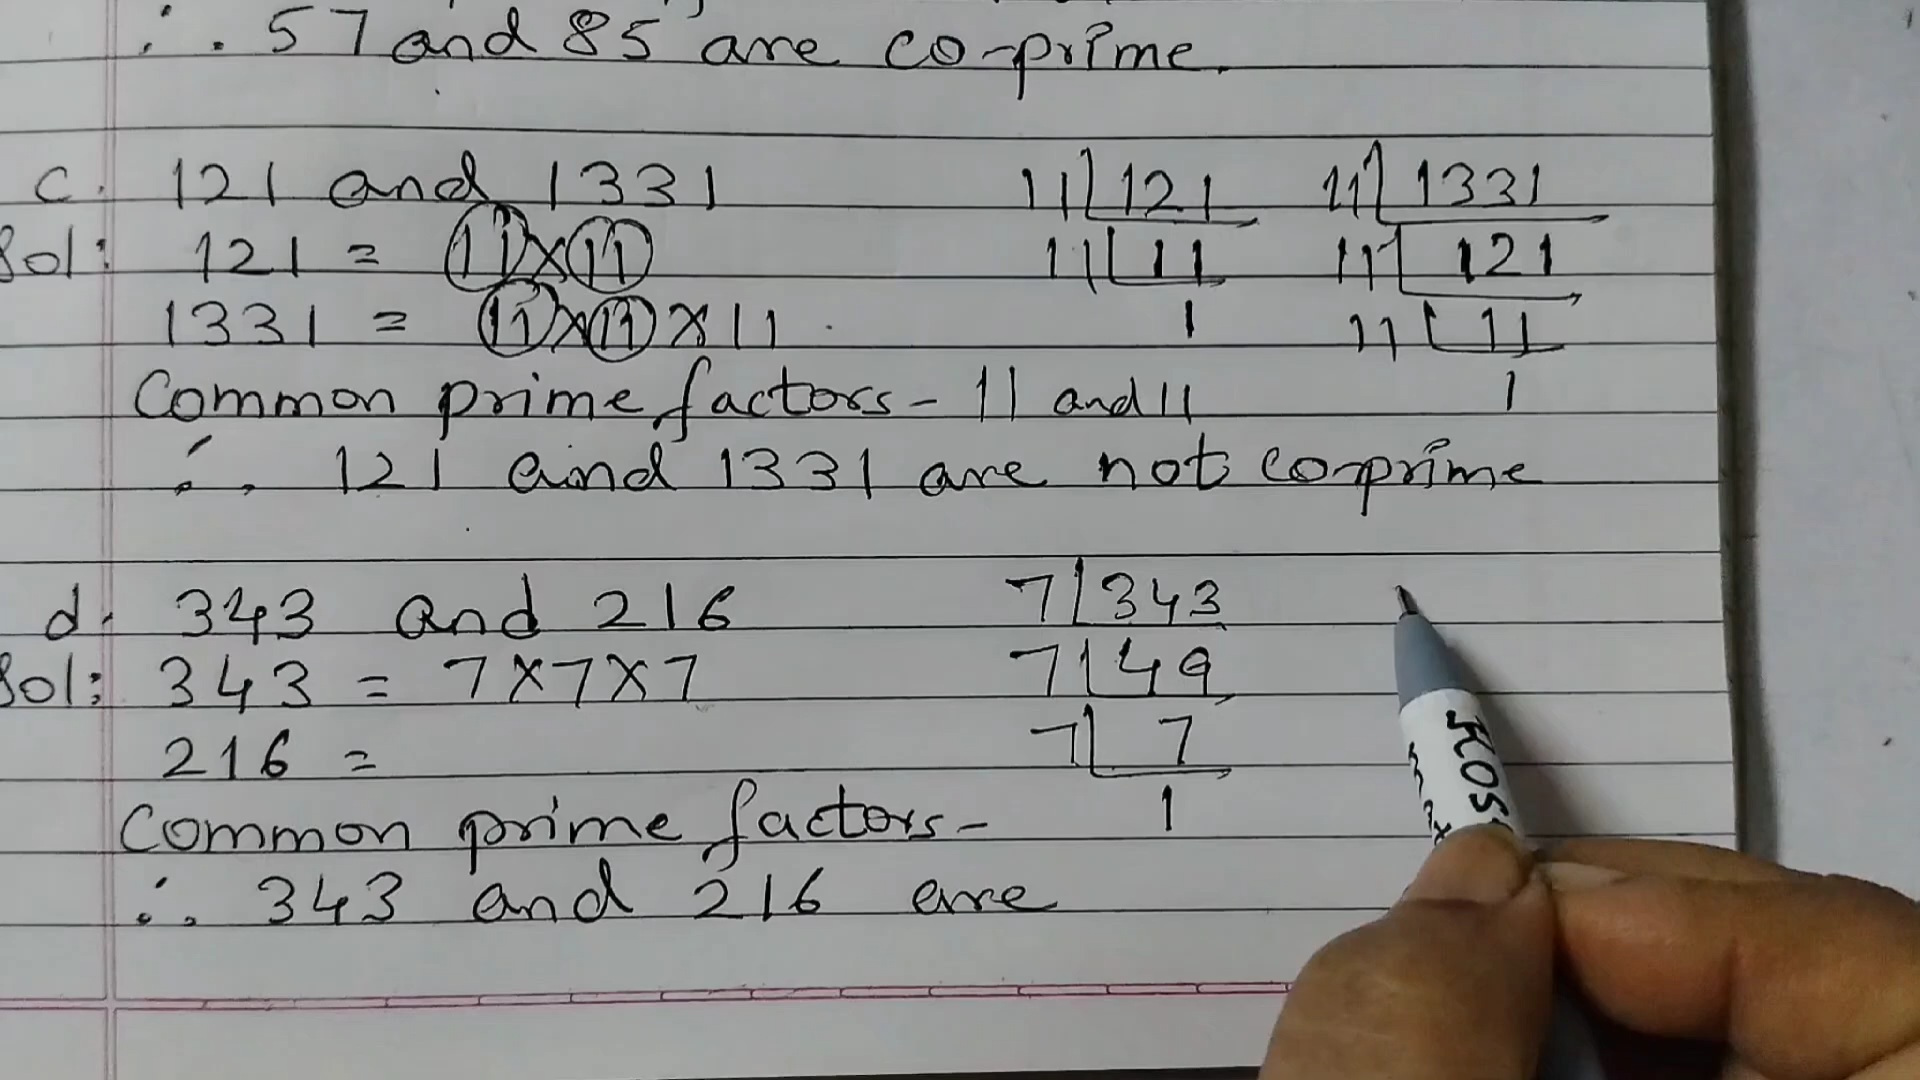 ∴ 57 and 85 are co-prime.
c. 121 and 1331
Sol: 121 = 11×11
1331 = 11×11×11
Common prime factors - 11 and 11
∴ 121 and 1331 are not co-prime
11 121
11 11
1
11 1331
11 121
11 11
1
d. 343 and 216
Sol: 343 = 7×7×7
216 =
Common prime factors -
∴ 343 and 216 are
7 343
7 49
7 7
1